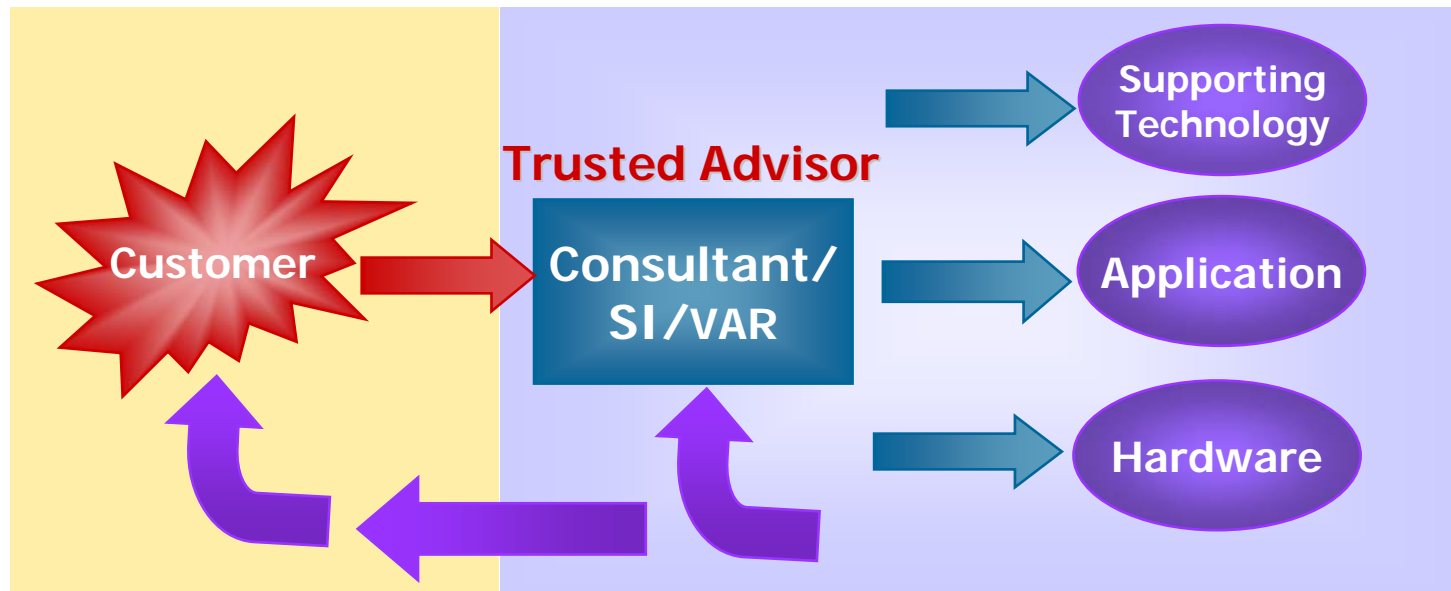 Customer
Trusted Advisor
Consultant/
SI/VAR
Supporting
Technology
Application
Hardware